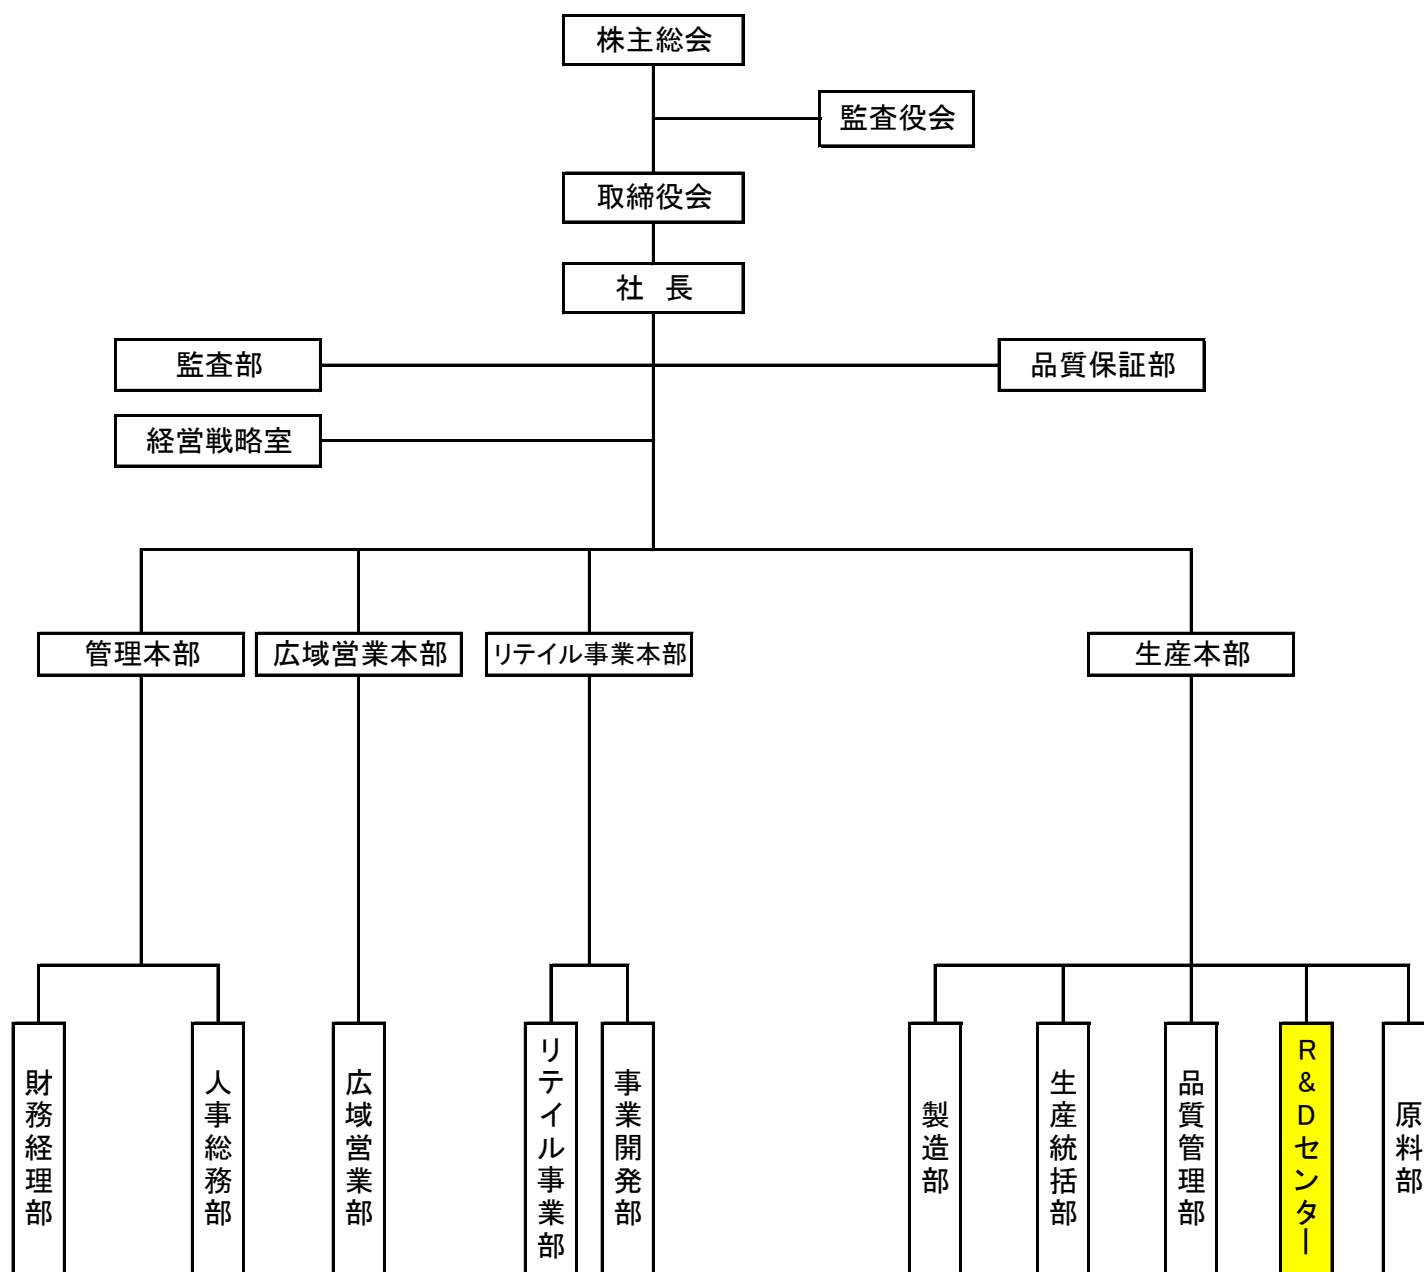 株主総会
監査役会
取締役会
社 長
監査部
品質保証部
経営戦略室
管理本部
広域営業本部
リテイル事業本部
生産本部
財務経理部
人事総務部
広域営業部
リテイル事業部
事業開発部
製造部
生産統括部
品質管理部
R&Dセンター
原料部